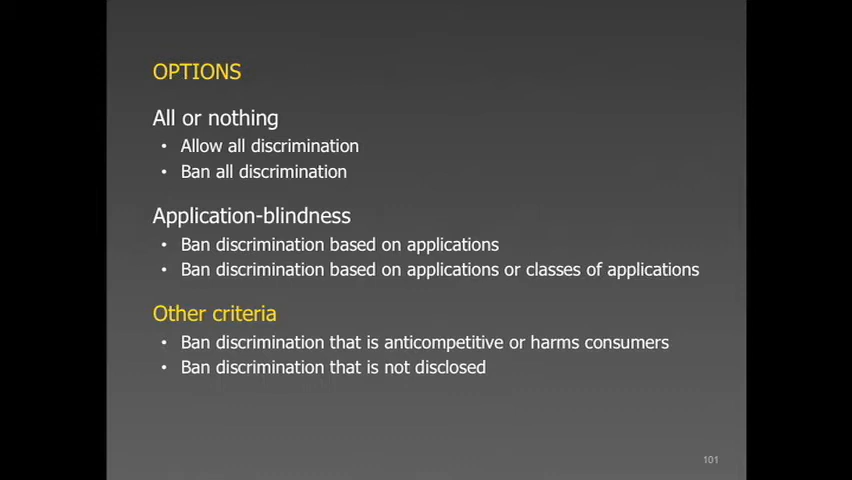 OPTIONS
All or nothing
• Allow all discrimination
• Ban all discrimination
Application-blindness
• Ban discrimination based on applications
• Ban discrimination based on applications or classes of applications
Other criteria
• Ban discrimination that is anticompetitive or harms consumers
• Ban discrimination that is not disclosed
101